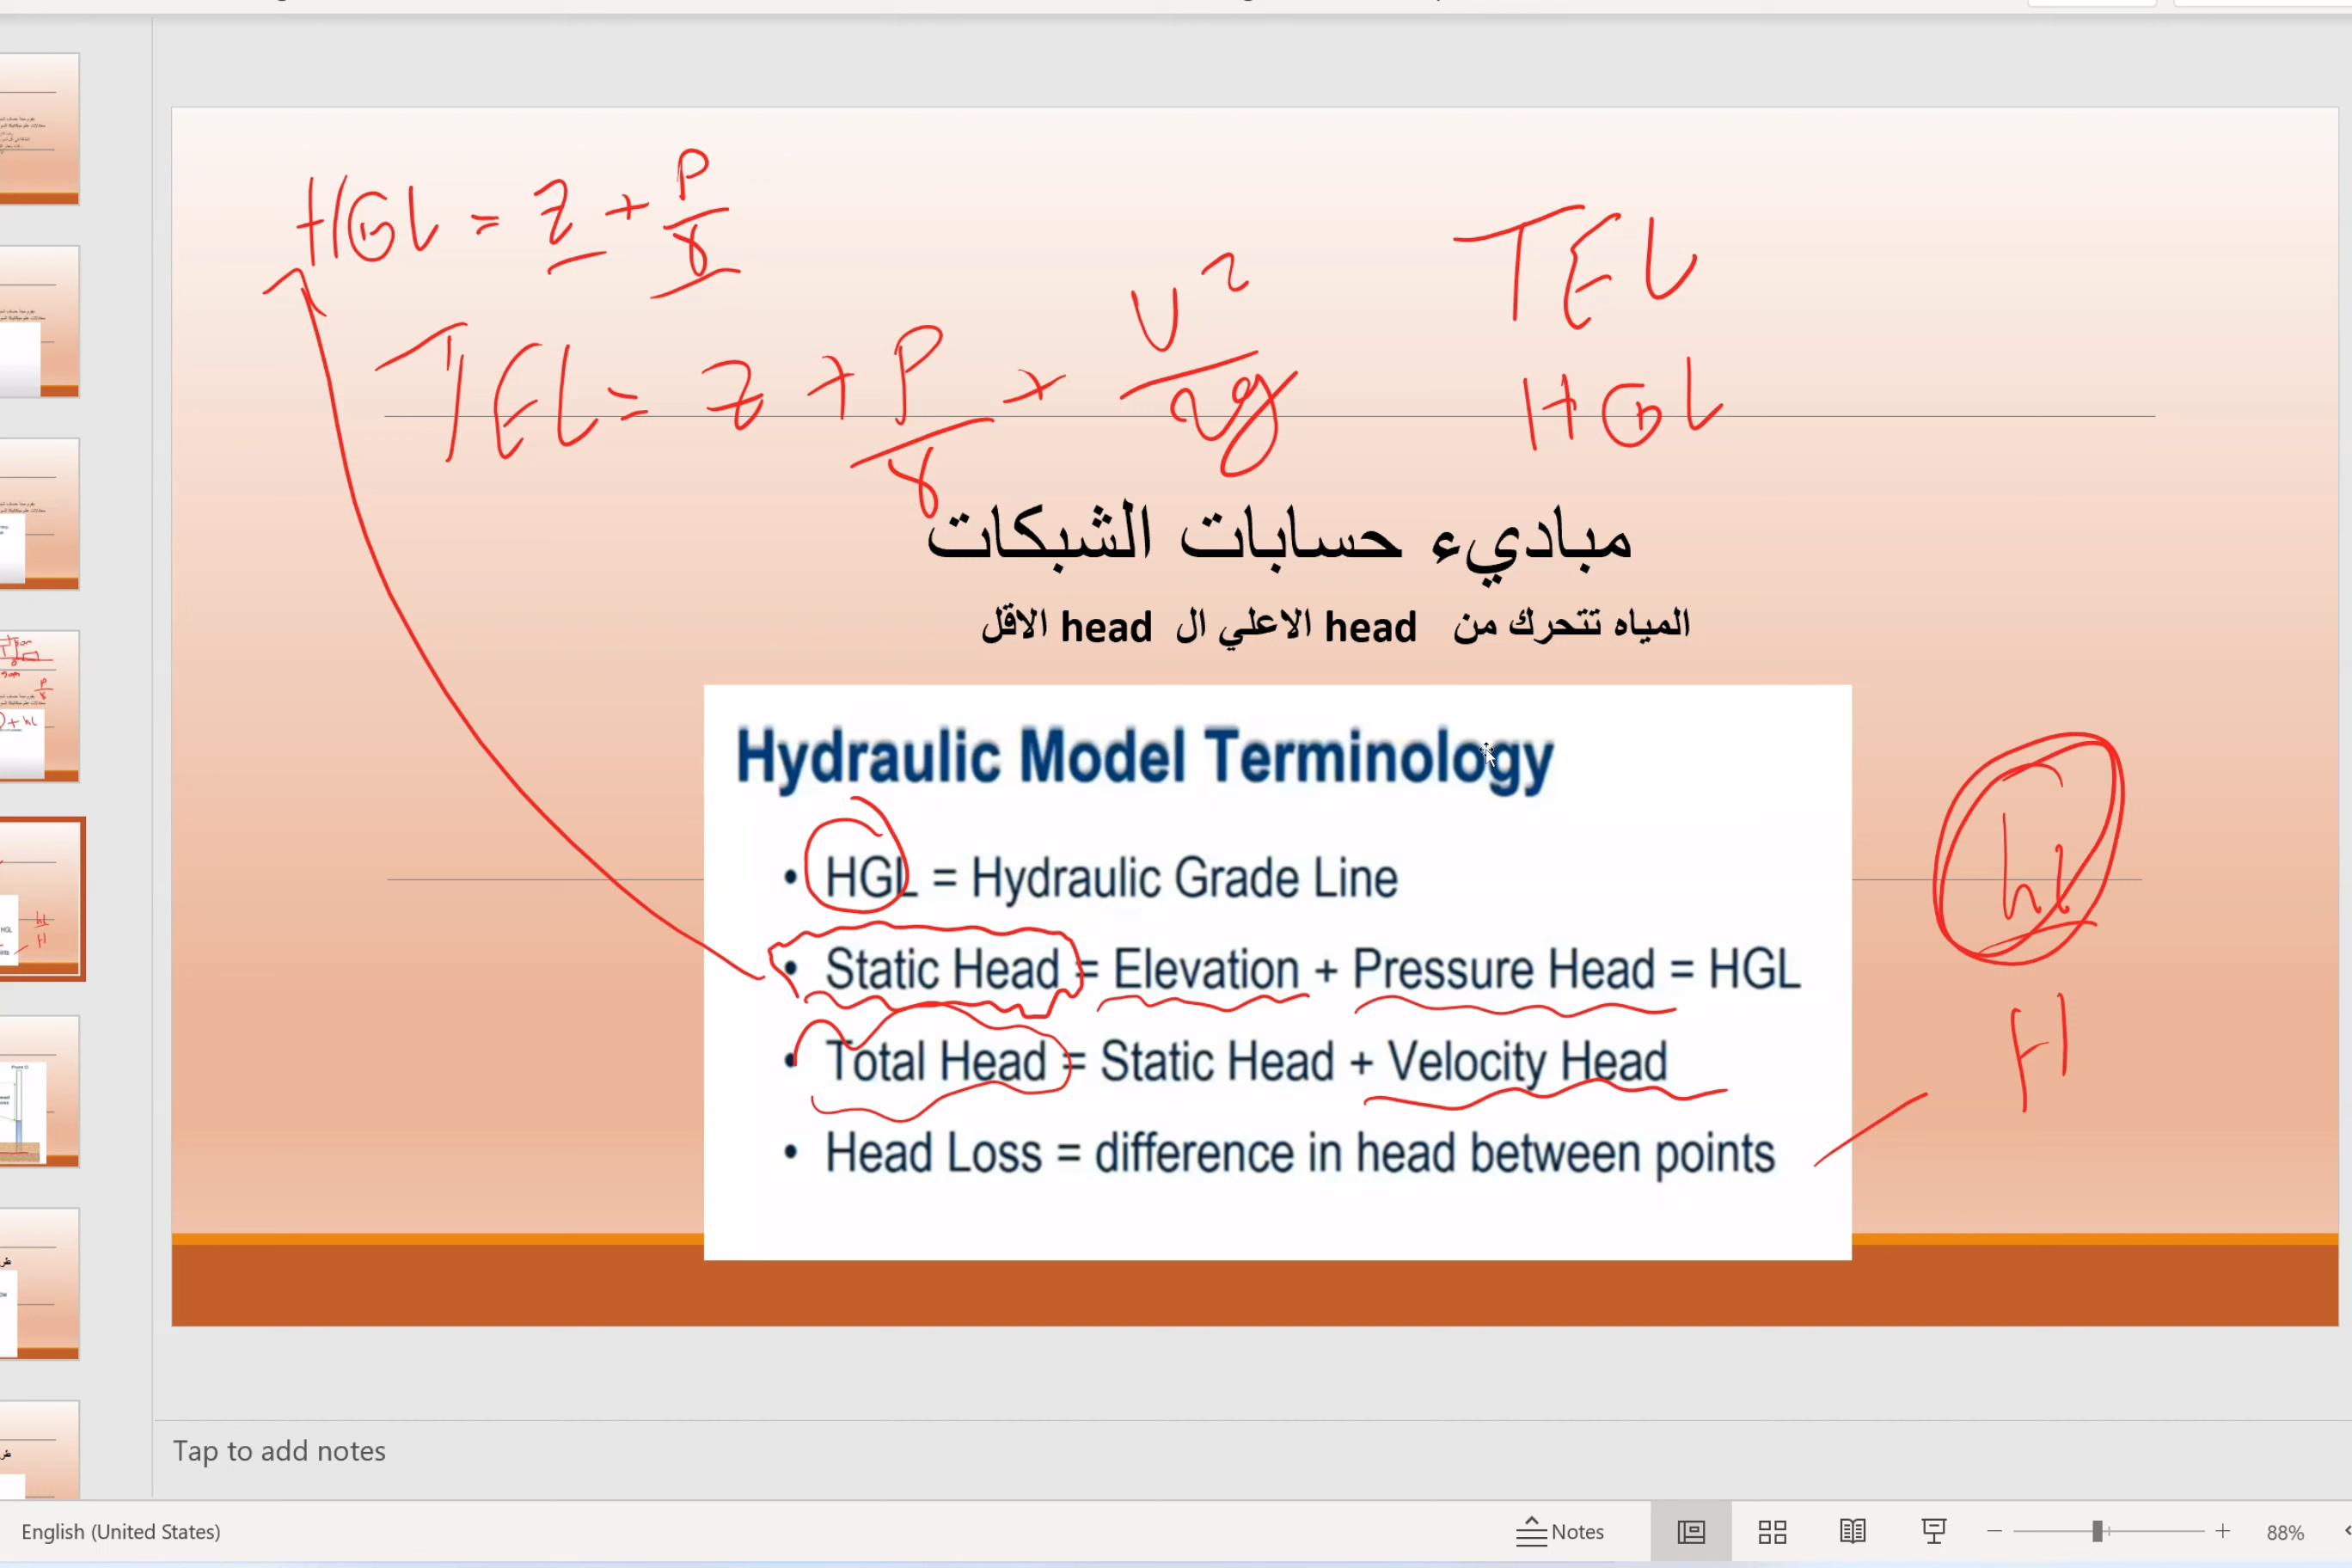 HGL = Z + P/γ
TEL = Z + P/γ + V²/2g
TEL
HGL
مباديء حسابات الشبكات
المياه تتحرك من head الاعلي ال head الاقل
Hydraulic Model Terminology
• HGL = Hydraulic Grade Line
• Static Head = Elevation + Pressure Head = HGL
• Total Head = Static Head + Velocity Head
• Head Loss = difference in head between points
hL
H
Tap to add notes
English (United States)
Notes
88%